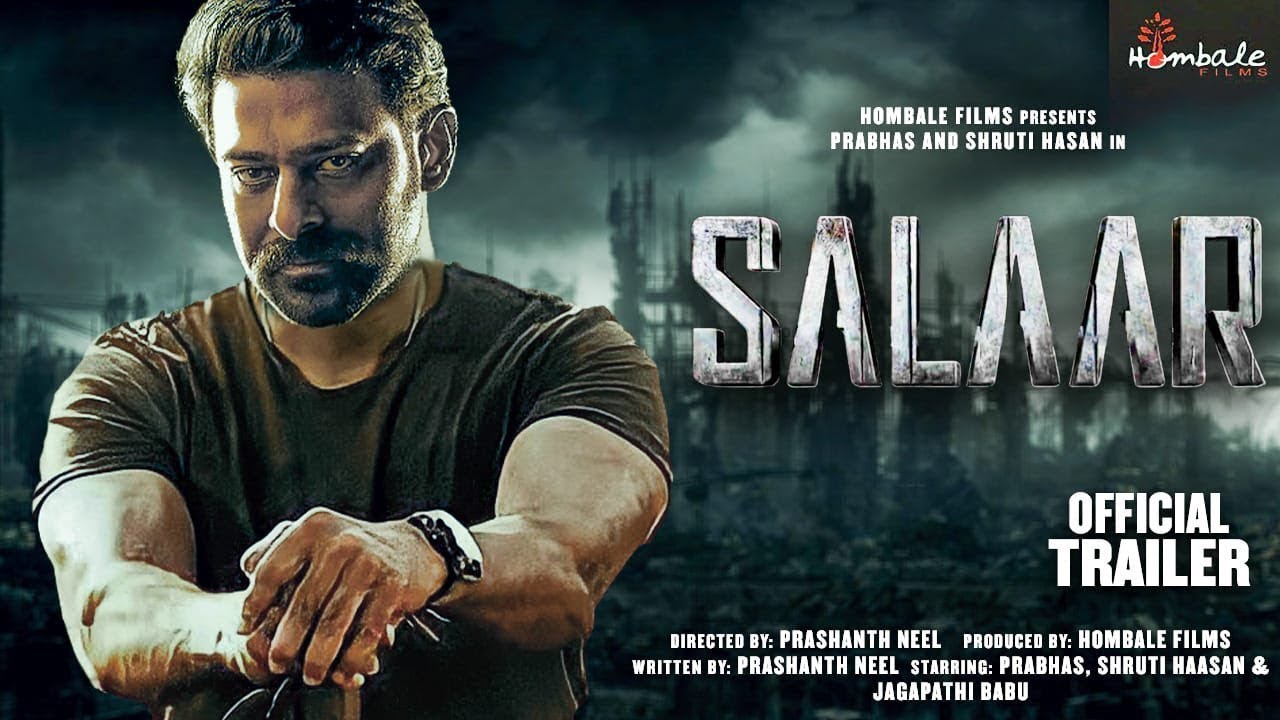 Hombale
FILMS
HOMBALE FILMS PRESENTS
PRABHAS AND SHRUTI HASAN IN
SALAAR
OFFICIAL
TRAILER
DIRECTED BY: PRASHANTH NEEL PRODUCED BY: HOMBALE FILMS
WRITTEN BY: PRASHANTH NEEL STARRING: PRABHAS, SHRUTI HAASAN &
JAGAPATHI BABU